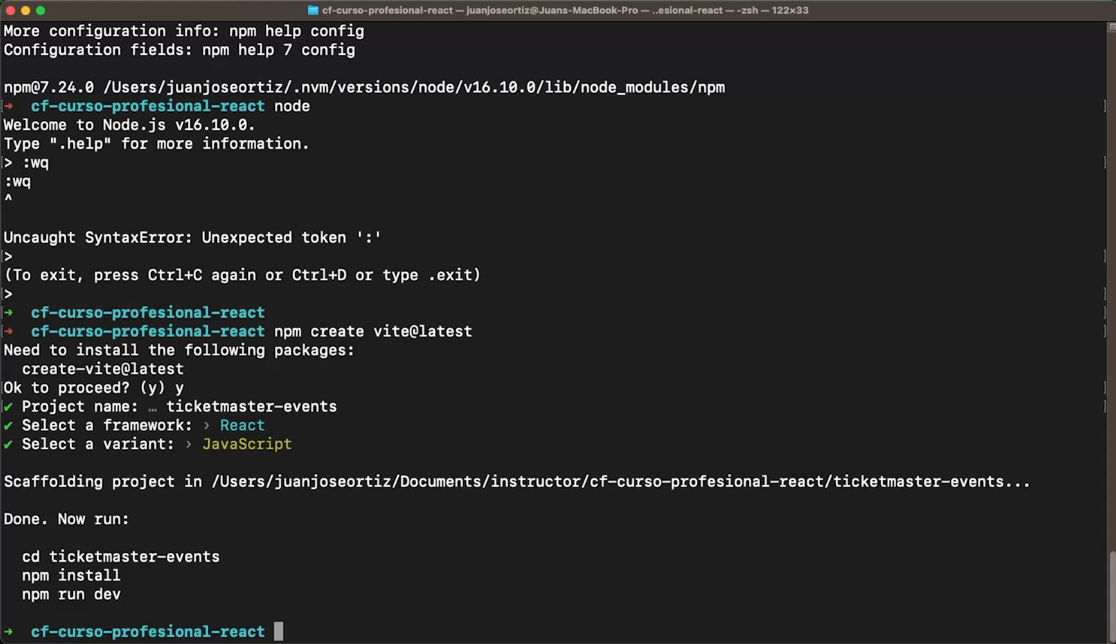 cf-curso-profesional-react — juanjoseortiz@Juans-MacBook-Pro — ..esional-react — -zsh — 122×33
More configuration info: npm help config
Configuration fields: npm help 7 config
npm@7.24.0 /Users/juanjoseortiz/.nvm/versions/node/v16.10.0/lib/node_modules/npm
→ cf-curso-profesional-react node
Welcome to Node.js v16.10.0.
Type ".help" for more information.
> :wq
:wq
^
Uncaught SyntaxError: Unexpected token ':'
>
(To exit, press Ctrl+C again or Ctrl+D or type .exit)
>
→ cf-curso-profesional-react
→ cf-curso-profesional-react npm create vite@latest
Need to install the following packages:
create-vite@latest
Ok to proceed? (y) y
✔ Project name: … ticketmaster-events
✔ Select a framework: › React
✔ Select a variant: › JavaScript
Scaffolding project in /Users/juanjoseortiz/Documents/instructor/cf-curso-profesional-react/ticketmaster-events...
Done. Now run:
cd ticketmaster-events
npm install
npm run dev
→ cf-curso-profesional-react